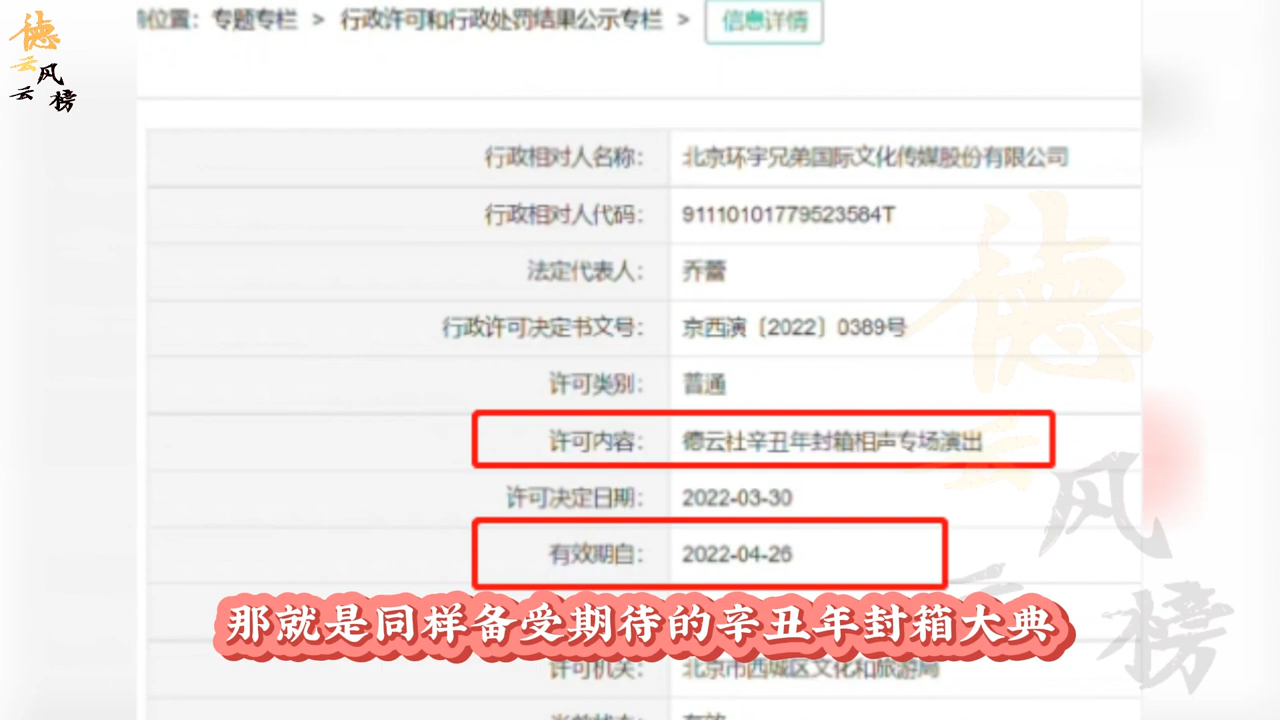 德云风云榜
位置：专题专栏 > 行政许可和行政处罚结果公示专栏 > 信息详情
行政相对人名称： 北京环宇兄弟国际文化传媒股份有限公司
行政相对人代码： 91110101779523584T
法定代表人： 乔蕾
行政许可决定书文号： 京西演〔2022〕0389号
许可类别： 普通
许可内容： 德云社辛丑年封箱相声专场演出
许可决定日期： 2022-03-30
有效期自： 2022-04-26
那就是同样备受期待的辛丑年封箱大典
许可机关： 北京市西城区文化和旅游局
德云风云榜